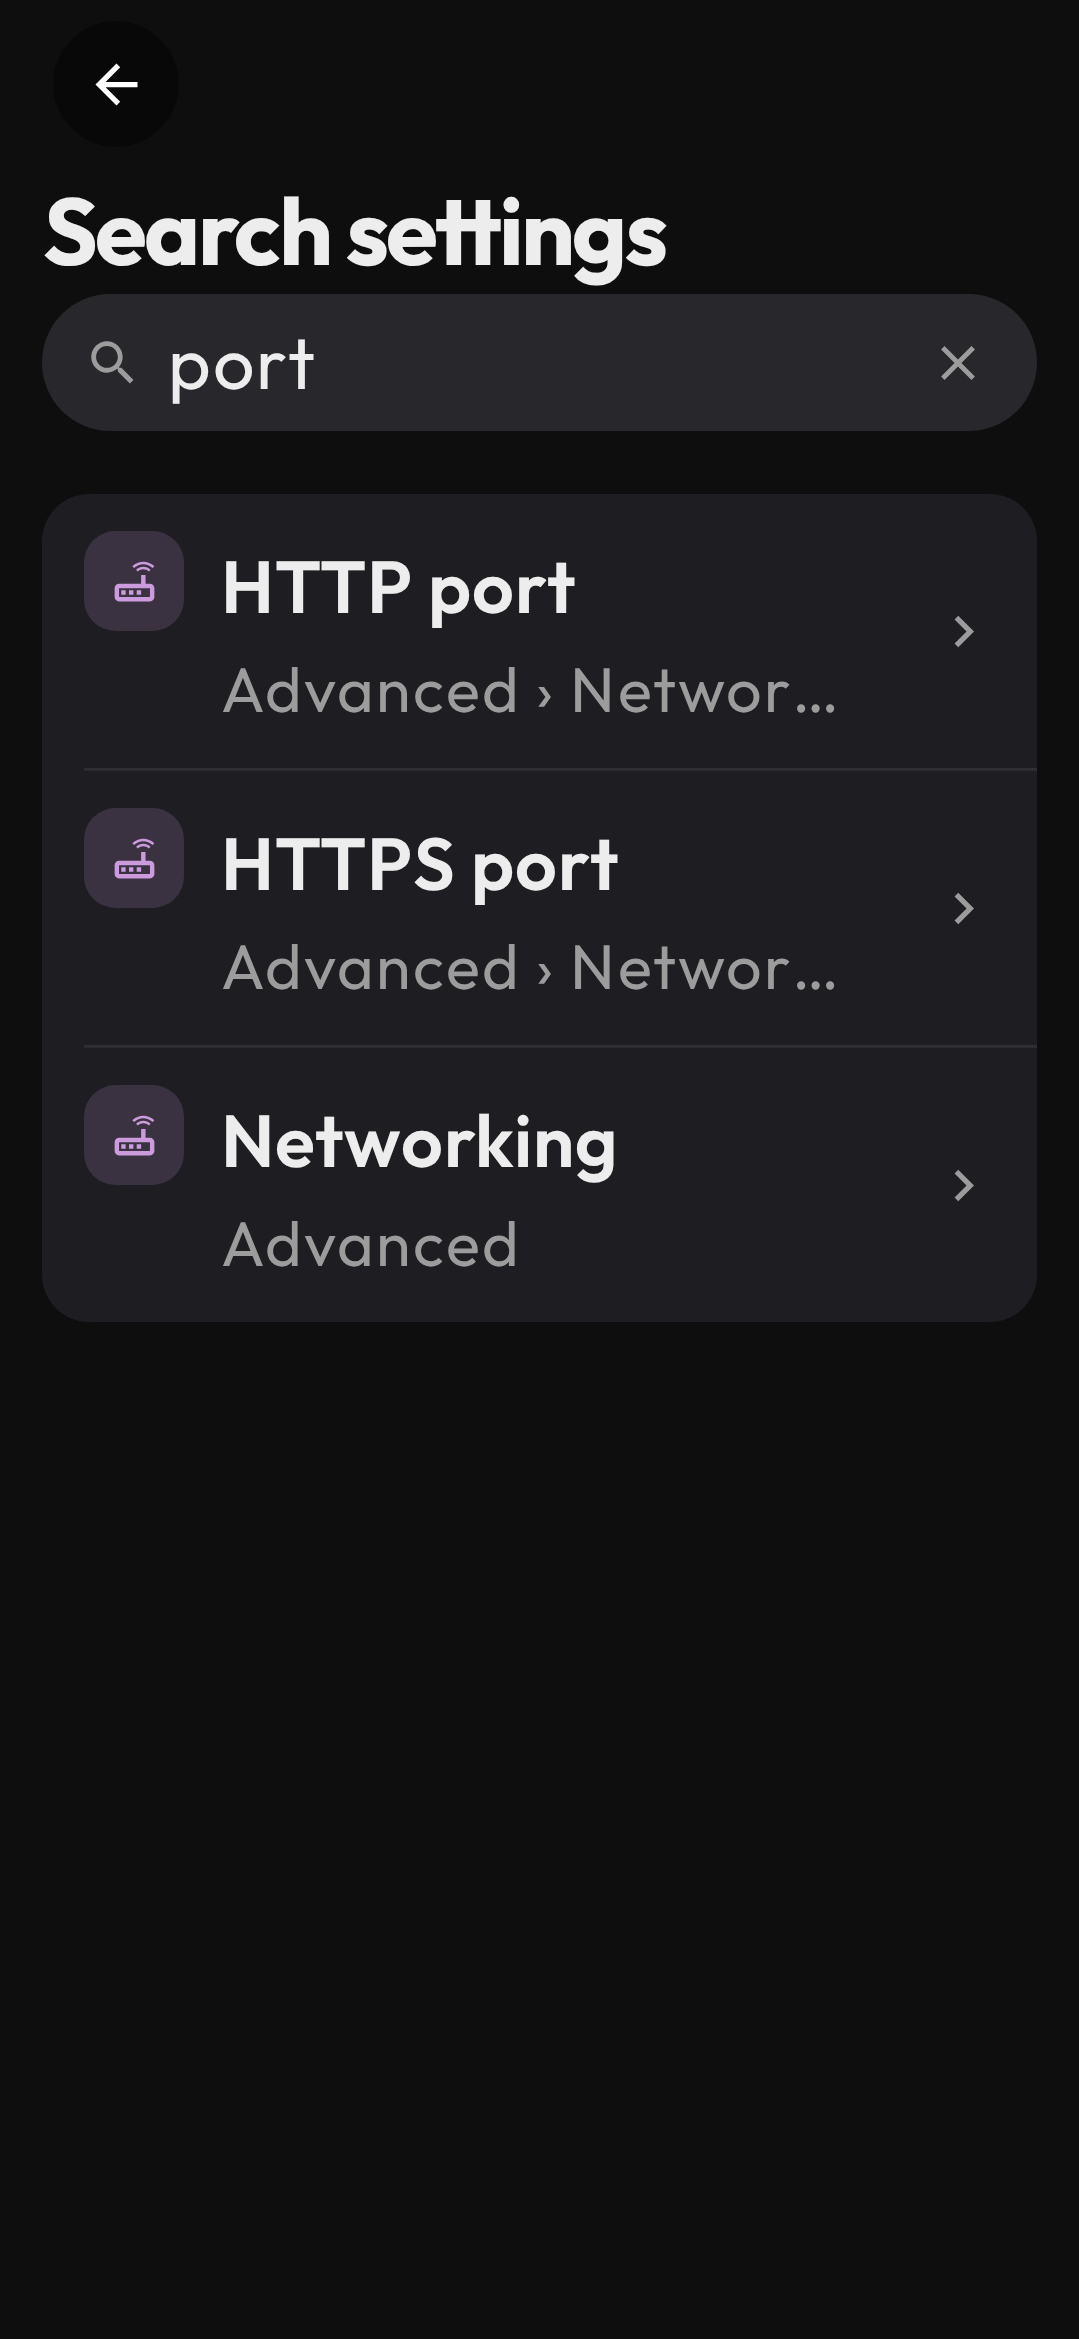 Search settings
port
HTTP port
Advanced › Networ…
HTTPS port
Advanced › Networ…
Networking
Advanced